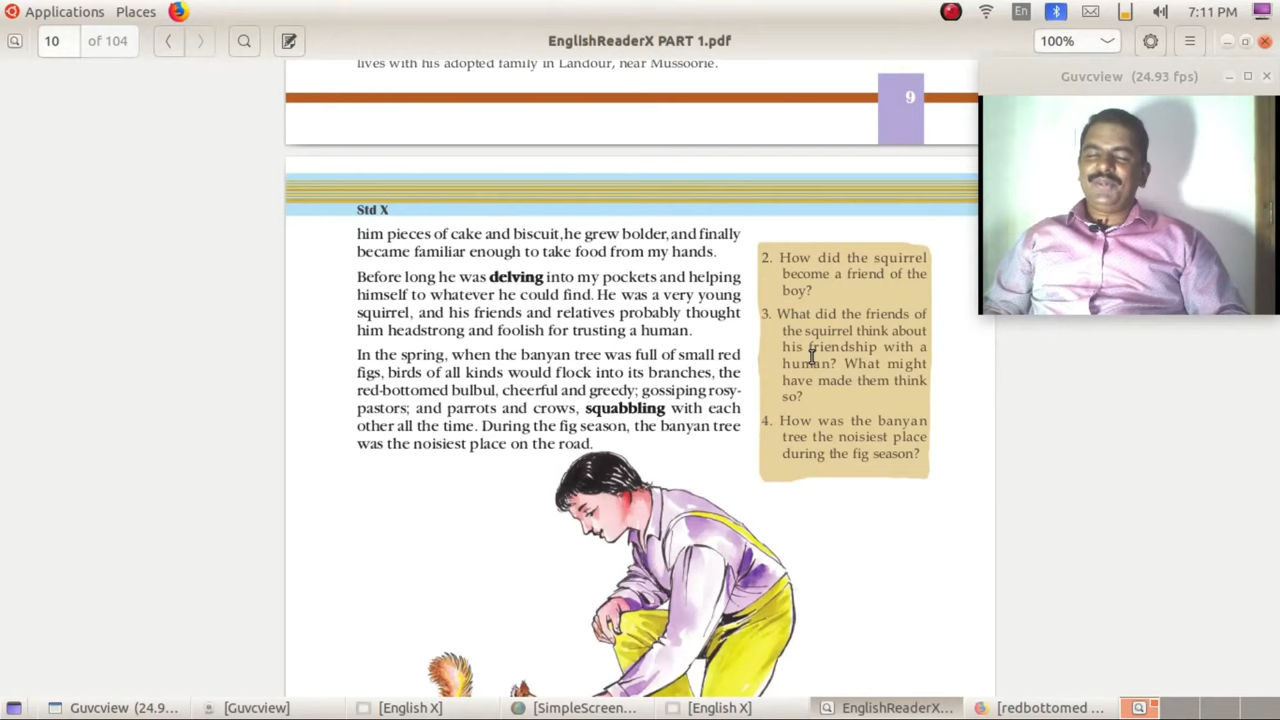 Applications Places
En
7:11 PM
10 of 104
EnglishReaderX PART 1.pdf
100%
lives with his adopted family in Landour, near Mussoorie.
Guvcview (24.93 fps)
9
Std X
him pieces of cake and biscuit, he grew bolder, and finally
became familiar enough to take food from my hands.
Before long he was delving into my pockets and helping
himself to whatever he could find. He was a very young
squirrel, and his friends and relatives probably thought
him headstrong and foolish for trusting a human.
In the spring, when the banyan tree was full of small red
figs, birds of all kinds would flock into its branches, the
red-bottomed bulbul, cheerful and greedy; gossiping rosy-
pastors; and parrots and crows, squabbling with each
other all the time. During the fig season, the banyan tree
was the noisiest place on the road.
2. How did the squirrel
become a friend of the
boy?
3. What did the friends of
the squirrel think about
his friendship with a
human? What might
have made them think
so?
4. How was the banyan
tree the noisiest place
during the fig season?
Guvcview (24.9...
[Guvcview]
[English X]
[SimpleScreen...
[English X]
EnglishReaderX...
[redbottomed ...